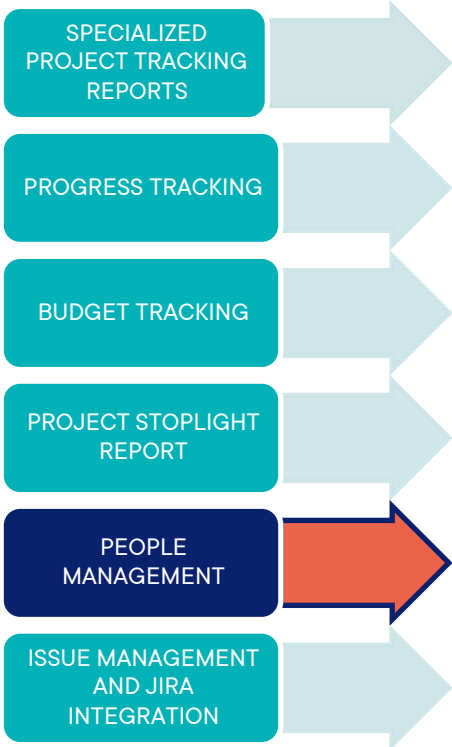 SPECIALIZED
PROJECT TRACKING
REPORTS
PROGRESS TRACKING
BUDGET TRACKING
PROJECT STOPLIGHT
REPORT
PEOPLE
MANAGEMENT
ISSUE MANAGEMENT
AND JIRA
INTEGRATION